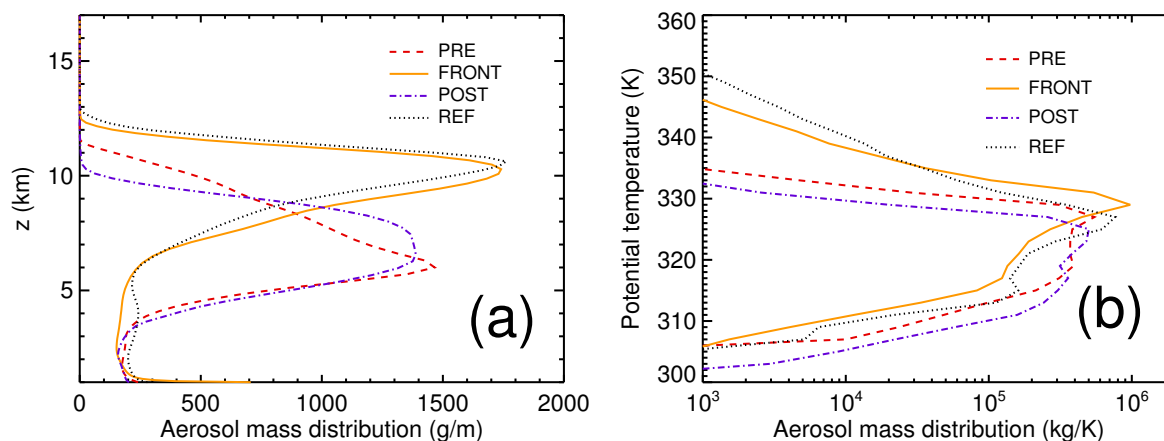 15
10
5
z (km)
PRE
FRONT
POST
REF
(a)
0 500 1000 1500 2000
Aerosol mass distribution (g/m)
360
350
340
330
320
310
300
Potential temperature (K)
PRE
FRONT
POST
REF
(b)
10³ 10⁴ 10⁵ 10⁶
Aerosol mass distribution (kg/K)